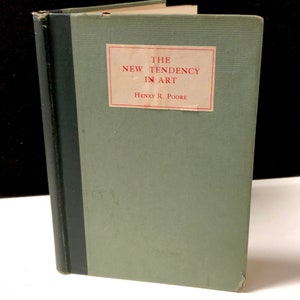 THE
NEW TENDENCY
IN ART
HENRY R. POORE